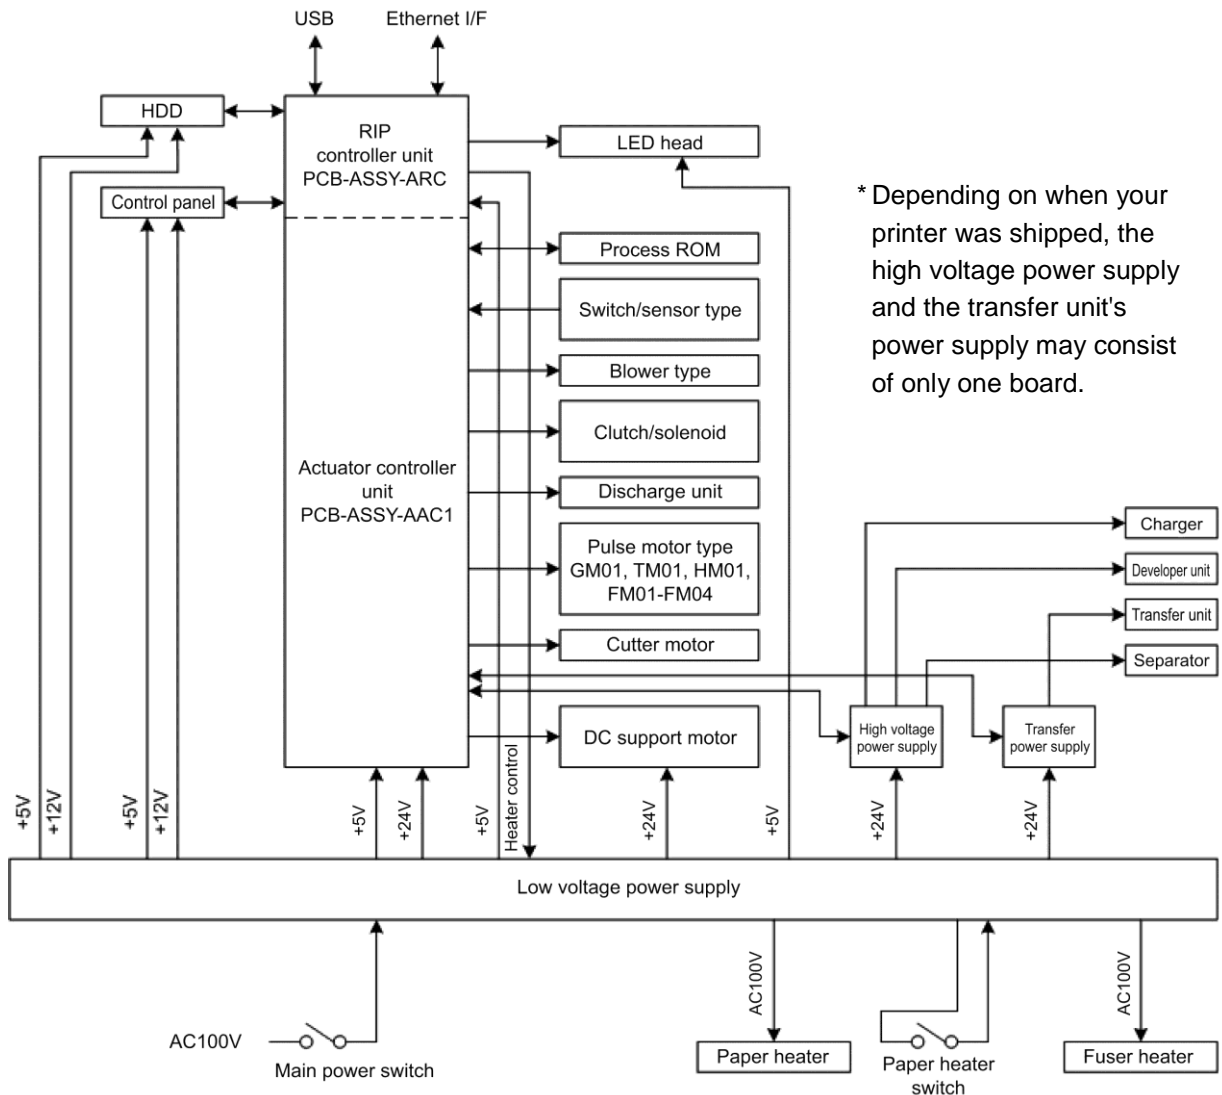 USB
Ethernet I/F
HDD
RIP
controller unit
PCB-ASSY-ARC
LED head
Control panel
* Depending on when your
printer was shipped, the
high voltage power supply
and the transfer unit's
power supply may consist
of only one board.
Process ROM
Switch/sensor type
Blower type
Clutch/solenoid
Actuator controller
unit
PCB-ASSY-AAC1
Discharge unit
Pulse motor type
GM01, TM01, HM01,
FM01-FM04
Cutter motor
DC support motor
Charger
Developer unit
Transfer unit
Separator
High voltage
power supply
Transfer
power supply
+5V
+12V
+5V
+12V
+5V
+24V
+5V
Heater control
+24V
+5V
+24V
+24V
Low voltage power supply
AC100V
Main power switch
AC100V
Paper heater
Paper heater
switch
AC100V
Fuser heater